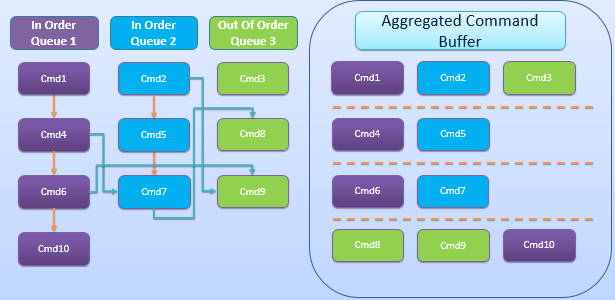 In Order
Queue 1
In Order
Queue 2
Out Of Order
Queue 3
Cmd1
Cmd2
Cmd3
Cmd4
Cmd5
Cmd8
Cmd6
Cmd7
Cmd9
Cmd10
Aggregated Command
Buffer
Cmd1
Cmd2
Cmd3
Cmd4
Cmd5
Cmd6
Cmd7
Cmd8
Cmd9
Cmd10